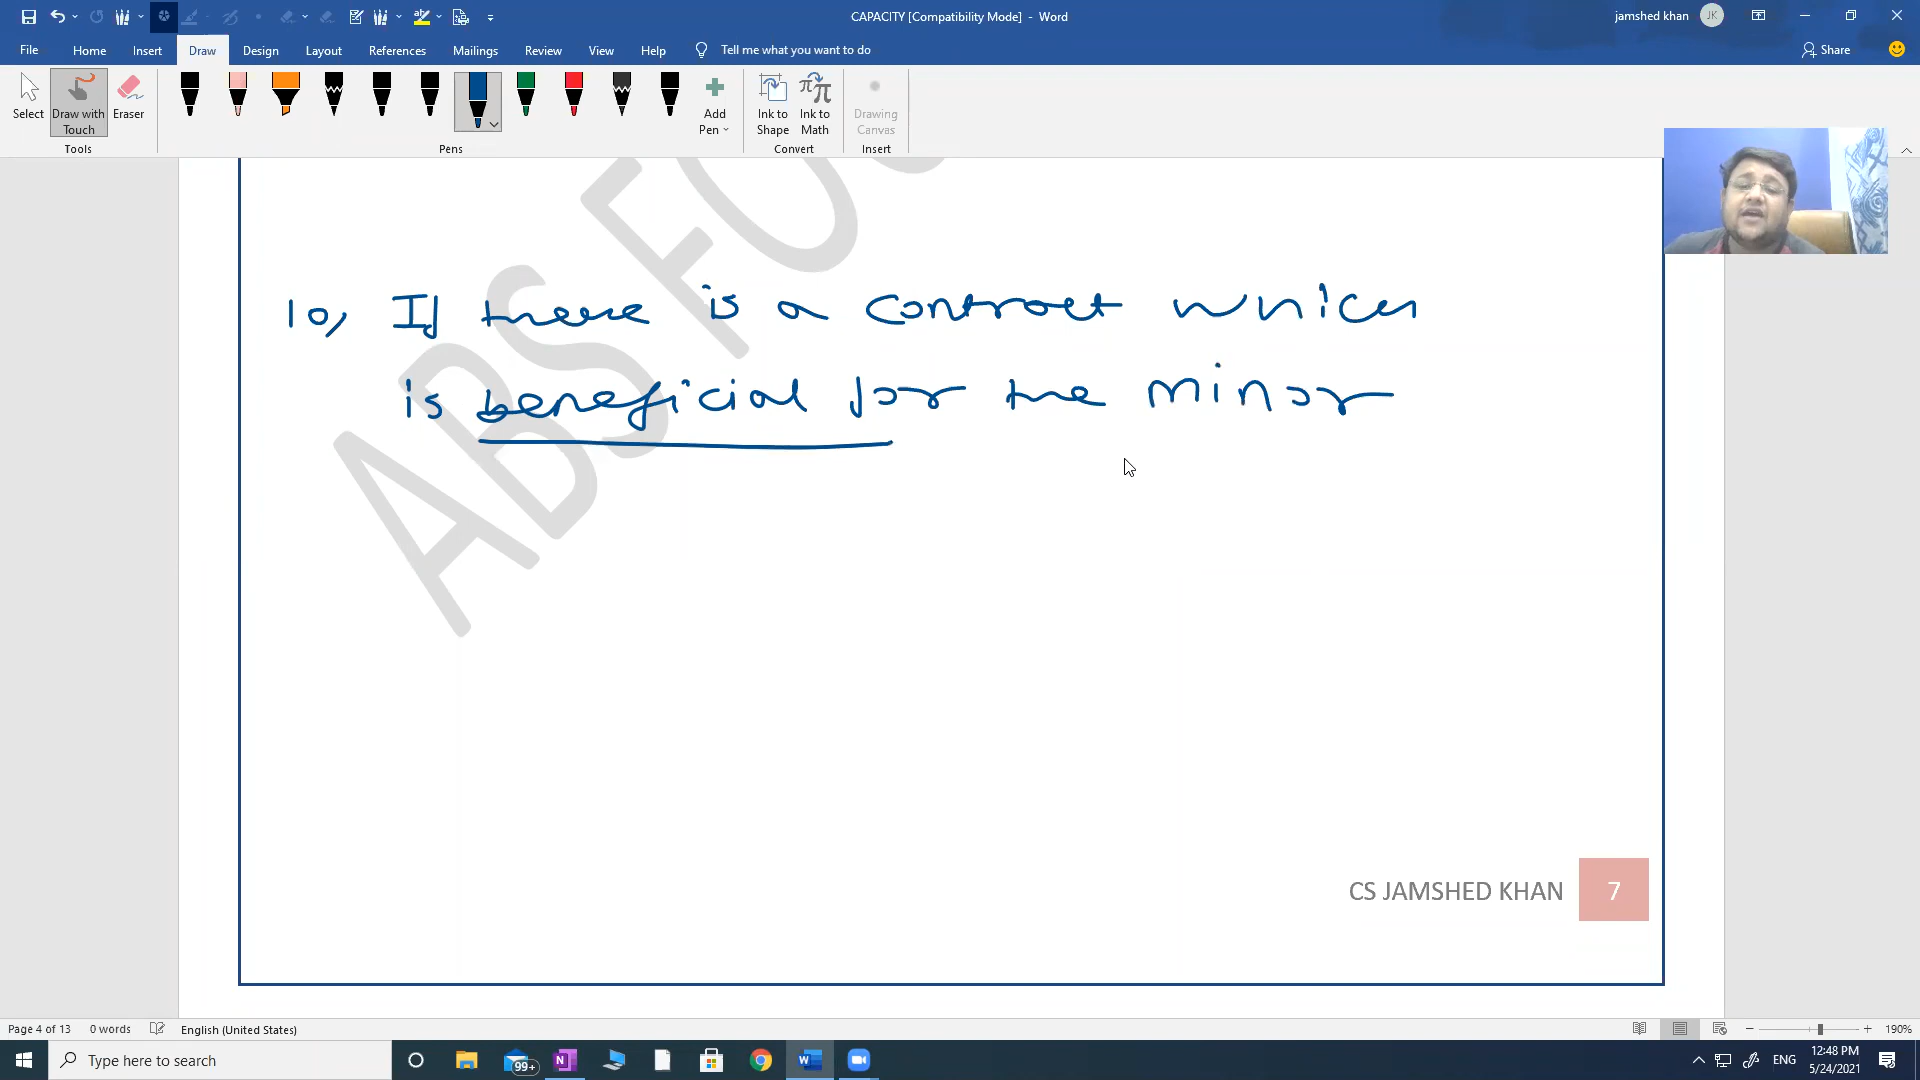 CAPACITY [Compatibility Mode] - Word
jamshed khan JK
File Home Insert Draw Design Layout References Mailings Review View Help Tell me what you want to do Share
Select
Draw with Touch
Eraser
Add Pen
Ink to Shape
Ink to Math
Drawing Canvas
Tools Pens Convert Insert
ABS FO
10, If there is a contract which
is beneficial for the minor
CS JAMSHED KHAN 7
Page 4 of 13 0 words English (United States) 190%
Type here to search 99+ ENG 12:48 PM
5/24/2021